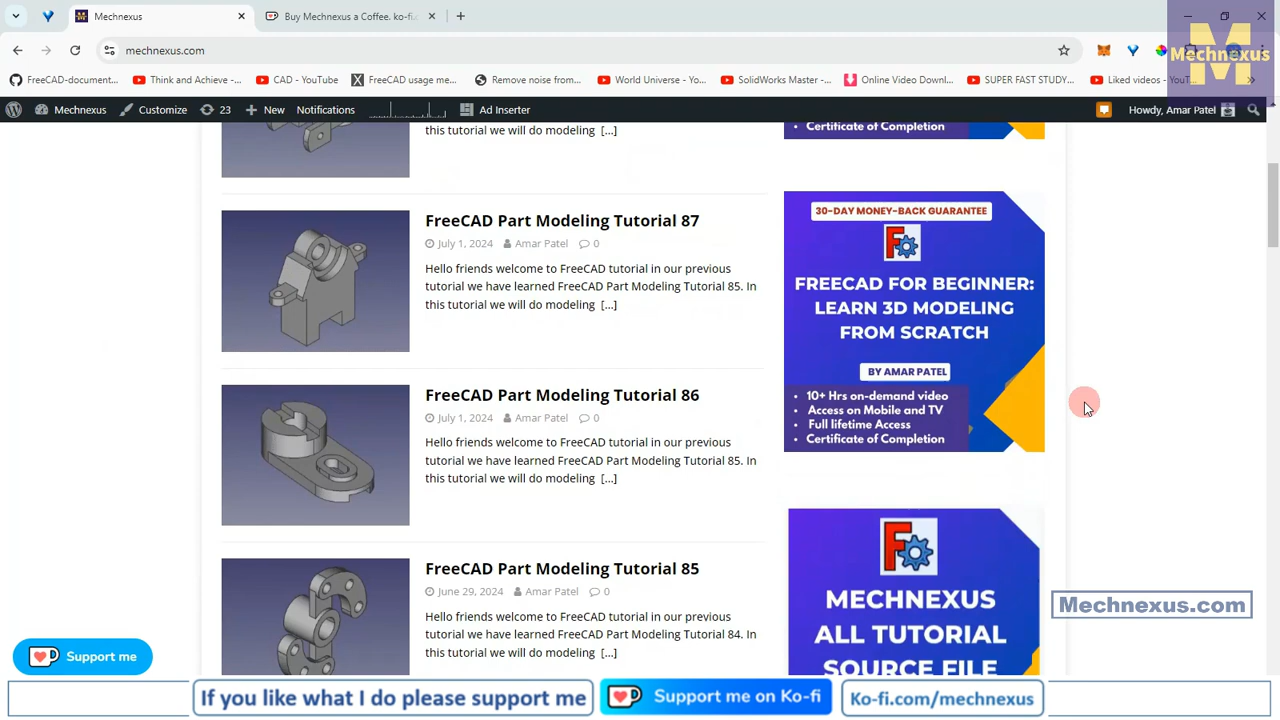 Mechnexus
Buy Mechnexus a Coffee. ko-fi.c
mechnexus.com
FreeCAD-document...
Think and Achieve -...
CAD - YouTube
FreeCAD usage me...
Remove noise from...
World Universe - Yo...
SolidWorks Master -...
Online Video Downl...
SUPER FAST STUDY...
Liked videos - YouT...
M
Mechnexus
Mechnexus
Customize
23
New
Notifications
Ad Inserter
Howdy, Amar Patel
this tutorial we will do modeling [...]
• Certificate of Completion
FreeCAD Part Modeling Tutorial 87
July 1, 2024 Amar Patel 0
Hello friends welcome to FreeCAD tutorial in our previous
tutorial we have learned FreeCAD Part Modeling Tutorial 85. In
this tutorial we will do modeling [...]
FreeCAD Part Modeling Tutorial 86
July 1, 2024 Amar Patel 0
Hello friends welcome to FreeCAD tutorial in our previous
tutorial we have learned FreeCAD Part Modeling Tutorial 85. In
this tutorial we will do modeling [...]
FreeCAD Part Modeling Tutorial 85
June 29, 2024 Amar Patel 0
Hello friends welcome to FreeCAD tutorial in our previous
tutorial we have learned FreeCAD Part Modeling Tutorial 84. In
this tutorial we will do modeling [...]
30-DAY MONEY-BACK GUARANTEE
F
FREECAD FOR BEGINNER:
LEARN 3D MODELING
FROM SCRATCH
BY AMAR PATEL
• 10+ Hrs on-demand video
• Access on Mobile and TV
• Full lifetime Access
• Certificate of Completion
F
MECHNEXUS
ALL TUTORIAL
SOURCE FILE
Mechnexus.com
Support me
If you like what I do please support me
Support me on Ko-fi
Ko-fi.com/mechnexus